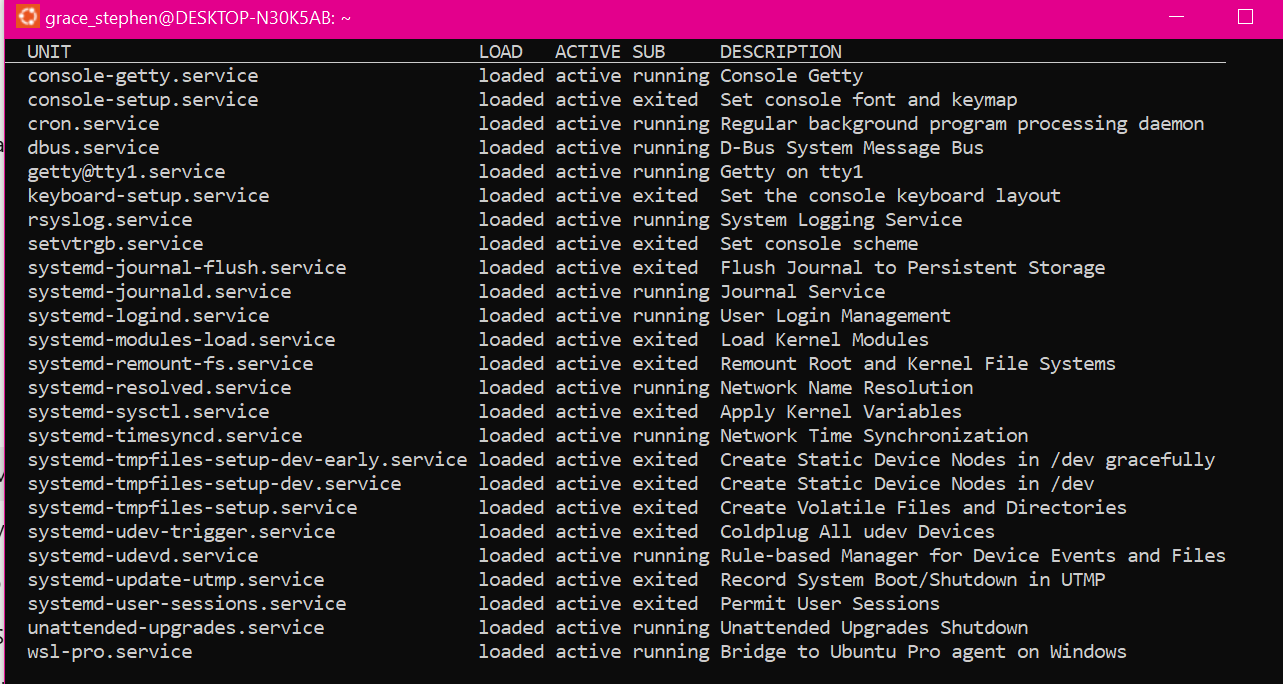 grace_stephen@DESKTOP-N30K5AB: ~
UNIT LOAD ACTIVE SUB DESCRIPTION
console-getty.service loaded active running Console Getty
console-setup.service loaded active exited Set console font and keymap
cron.service loaded active running Regular background program processing daemon
dbus.service loaded active running D-Bus System Message Bus
getty@tty1.service loaded active running Getty on tty1
keyboard-setup.service loaded active exited Set the console keyboard layout
rsyslog.service loaded active running System Logging Service
setvtrgb.service loaded active exited Set console scheme
systemd-journal-flush.service loaded active exited Flush Journal to Persistent Storage
systemd-journald.service loaded active running Journal Service
systemd-logind.service loaded active running User Login Management
systemd-modules-load.service loaded active exited Load Kernel Modules
systemd-remount-fs.service loaded active exited Remount Root and Kernel File Systems
systemd-resolved.service loaded active running Network Name Resolution
systemd-sysctl.service loaded active exited Apply Kernel Variables
systemd-timesyncd.service loaded active running Network Time Synchronization
systemd-tmpfiles-setup-dev-early.service loaded active exited Create Static Device Nodes in /dev gracefully
systemd-tmpfiles-setup-dev.service loaded active exited Create Static Device Nodes in /dev
systemd-tmpfiles-setup.service loaded active exited Create Volatile Files and Directories
systemd-udev-trigger.service loaded active exited Coldplug All udev Devices
systemd-udevd.service loaded active running Rule-based Manager for Device Events and Files
systemd-update-utmp.service loaded active exited Record System Boot/Shutdown in UTMP
systemd-user-sessions.service loaded active exited Permit User Sessions
unattended-upgrades.service loaded active running Unattended Upgrades Shutdown
wsl-pro.service loaded active running Bridge to Ubuntu Pro agent on Windows